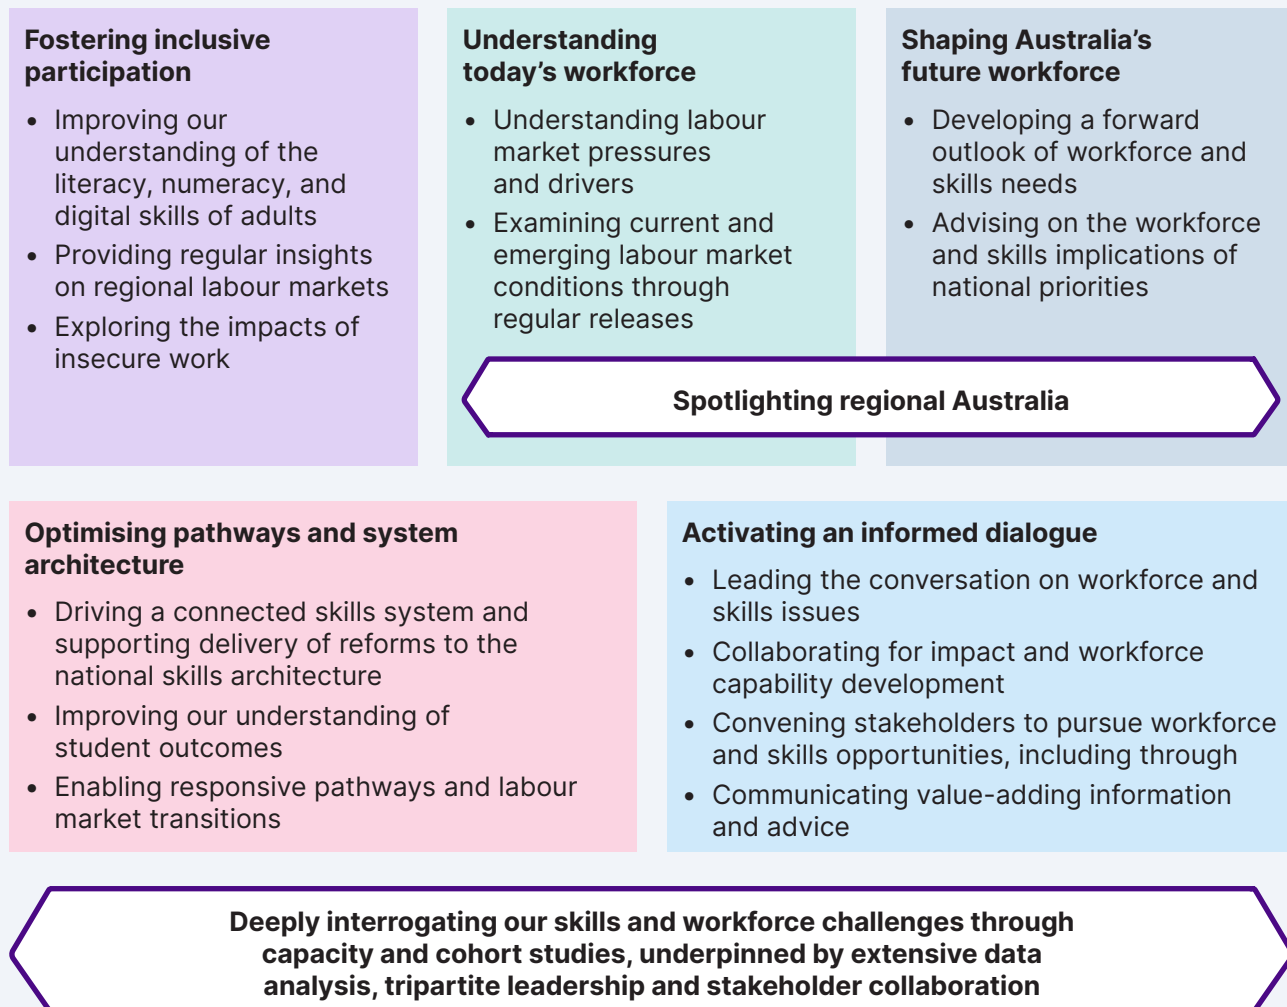 Fostering inclusive
participation
• Improving our
understanding of the
literacy, numeracy, and
digital skills of adults
• Providing regular insights
on regional labour markets
• Exploring the impacts of
insecure work
Understanding
today's workforce
• Understanding labour
market pressures
and drivers
• Examining current and
emerging labour market
conditions through
regular releases
Shaping Australia's
future workforce
• Developing a forward
outlook of workforce and
skills needs
• Advising on the workforce
and skills implications of
national priorities
Spotlighting regional Australia
Optimising pathways and system
architecture
• Driving a connected skills system and
supporting delivery of reforms to the
national skills architecture
• Improving our understanding of
student outcomes
• Enabling responsive pathways and labour
market transitions
Activating an informed dialogue
• Leading the conversation on workforce and
skills issues
• Collaborating for impact and workforce
capability development
• Convening stakeholders to pursue workforce
and skills opportunities, including through
• Communicating value-adding information
and advice
Deeply interrogating our skills and workforce challenges through
capacity and cohort studies, underpinned by extensive data
analysis, tripartite leadership and stakeholder collaboration